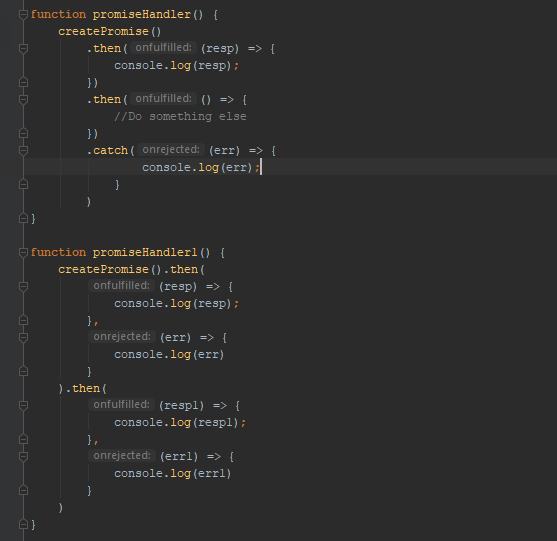 function promiseHandler() {
    createPromise()
        .then( onfulfilled: (resp) => {
            console.log(resp);
        })
        .then( onfulfilled: () => {
            //Do something else
        })
        .catch( onrejected: (err) => {
                console.log(err);
            }
        )
}
function promiseHandler1() {
    createPromise().then(
        onfulfilled: (resp) => {
            console.log(resp);
        },
        onrejected: (err) => {
            console.log(err)
        }
    ).then(
        onfulfilled: (resp1) => {
            console.log(resp1);
        },
        onrejected: (err1) => {
            console.log(err1)
        }
    )
}